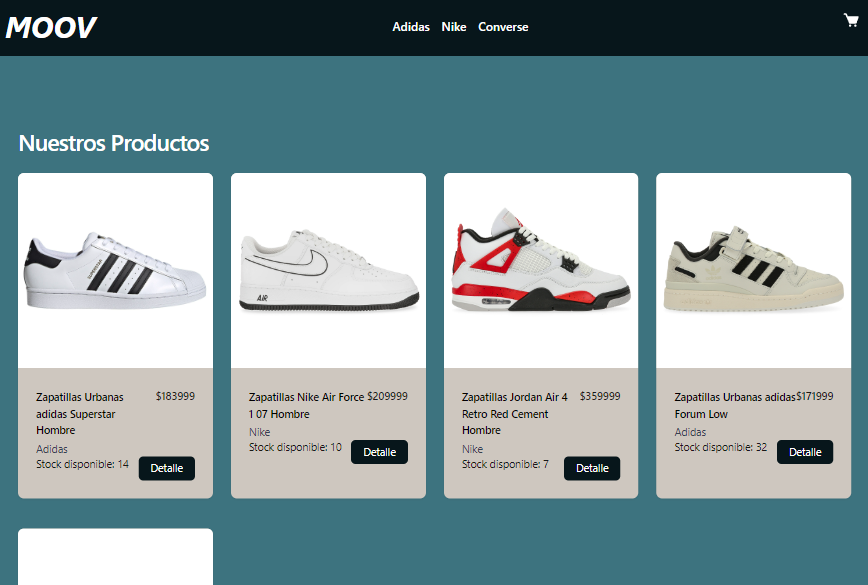 MOOV
Adidas Nike Converse
Nuestros Productos
SUPERSTAR
AIR
Zapatillas Urbanas
adidas Superstar
Hombre
$183999
Adidas
Stock disponible: 14
Detalle
Zapatillas Nike Air Force
1 07 Hombre
$209999
Nike
Stock disponible: 10
Detalle
Zapatillas Jordan Air 4
Retro Red Cement
Hombre
$359999
Nike
Stock disponible: 7
Detalle
Zapatillas Urbanas adidas
Forum Low
$171999
Adidas
Stock disponible: 32
Detalle